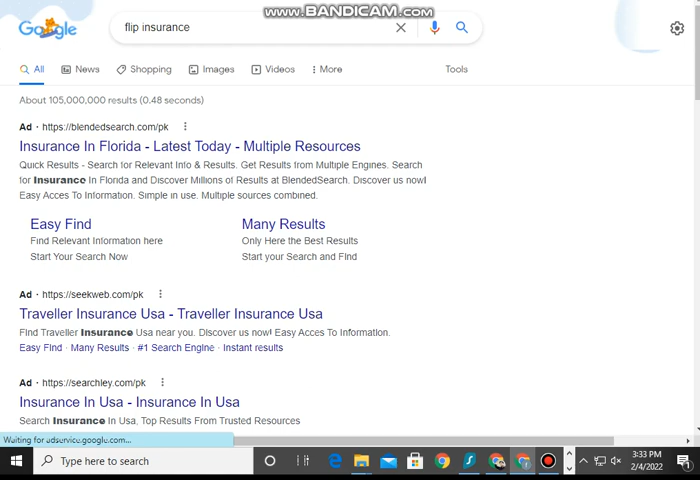 www.BANDICAM.com
Google
flip insurance
All News Shopping Images Videos More Tools
About 105,000,000 results (0.48 seconds)
Ad · https://blendedsearch.com/pk
Insurance In Florida - Latest Today - Multiple Resources
Quick Results - Search for Relevant Info & Results. Get Results from Multiple Engines. Search
for Insurance In Florida and Discover Millions of Results at BlendedSearch. Discover us now!
Easy Acces To Information. Simple in use. Multiple sources combined.
Easy Find Many Results
Find Relevant Information here Only Here the Best Results
Start Your Search Now Start your Search and Find
Ad · https://seekweb.com/pk
Traveller Insurance Usa - Traveller Insurance Usa
Find Traveller Insurance Usa near you. Discover us now! Easy Acces To Information.
Easy Find · Many Results · #1 Search Engine · Instant results
Ad · https://searchley.com/pk
Insurance In Usa - Insurance In Usa
Search Insurance In Usa, Top Results From Trusted Resources
Waiting for adservice.google.com...
Type here to search
3:33 PM
2/4/2022
1